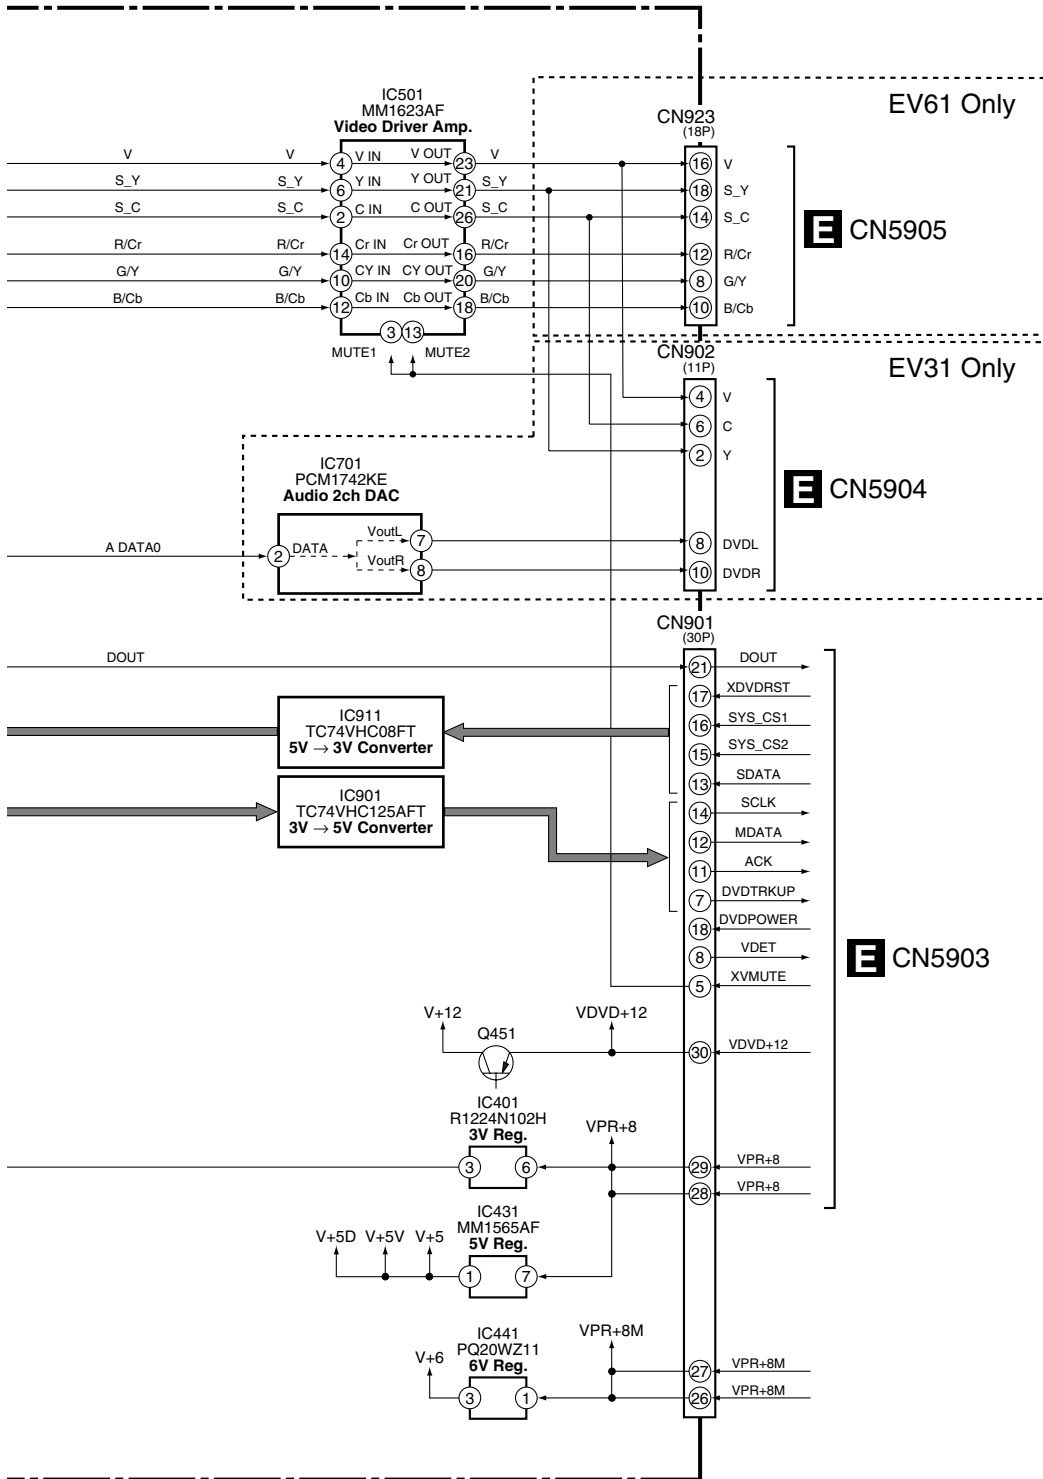 EV61 Only
IC501
MM1623AF
Video Driver Amp.
CN923
(18P)
V V 4 V IN V OUT 23 V 16 V
S_Y S_Y 6 Y IN Y OUT 21 S_Y 18 S_Y
S_C S_C 2 C IN C OUT 26 S_C 14 S_C
E CN5905
R/Cr R/Cr 14 Cr IN Cr OUT 16 R/Cr 12 R/Cr
G/Y G/Y 10 CY IN CY OUT 20 G/Y 8 G/Y
B/Cb B/Cb 12 Cb IN Cb OUT 18 B/Cb 10 B/Cb
3 13
MUTE1 MUTE2
CN902
(11P)
EV31 Only
4 V
6 C
2 Y
E CN5904
IC701
PCM1742KE
Audio 2ch DAC
A DATA0 2 DATA VoutL 7 8 DVDL
VoutR 8 10 DVDR
CN901
(30P)
DOUT 21 DOUT
17 XDVDRST
16 SYS_CS1
15 SYS_CS2
13 SDATA
IC911
TC74VHC08FT
5V → 3V Converter
IC901
TC74VHC125AFT
3V → 5V Converter
14 SCLK
12 MDATA
11 ACK
7 DVDTRKUP
18 DVDPOWER
8 VDET
5 XVMUTE
E CN5903
V+12 Q451 VDVD+12
30 VDVD+12
IC401
R1224N102H
3V Reg.
VPR+8
3 6 29 VPR+8
28 VPR+8
IC431
MM1565AF
5V Reg.
V+5D V+5V V+5
1 7
IC441
PQ20WZ11
6V Reg.
VPR+8M
V+6
27 VPR+8M
3 1 26 VPR+8M